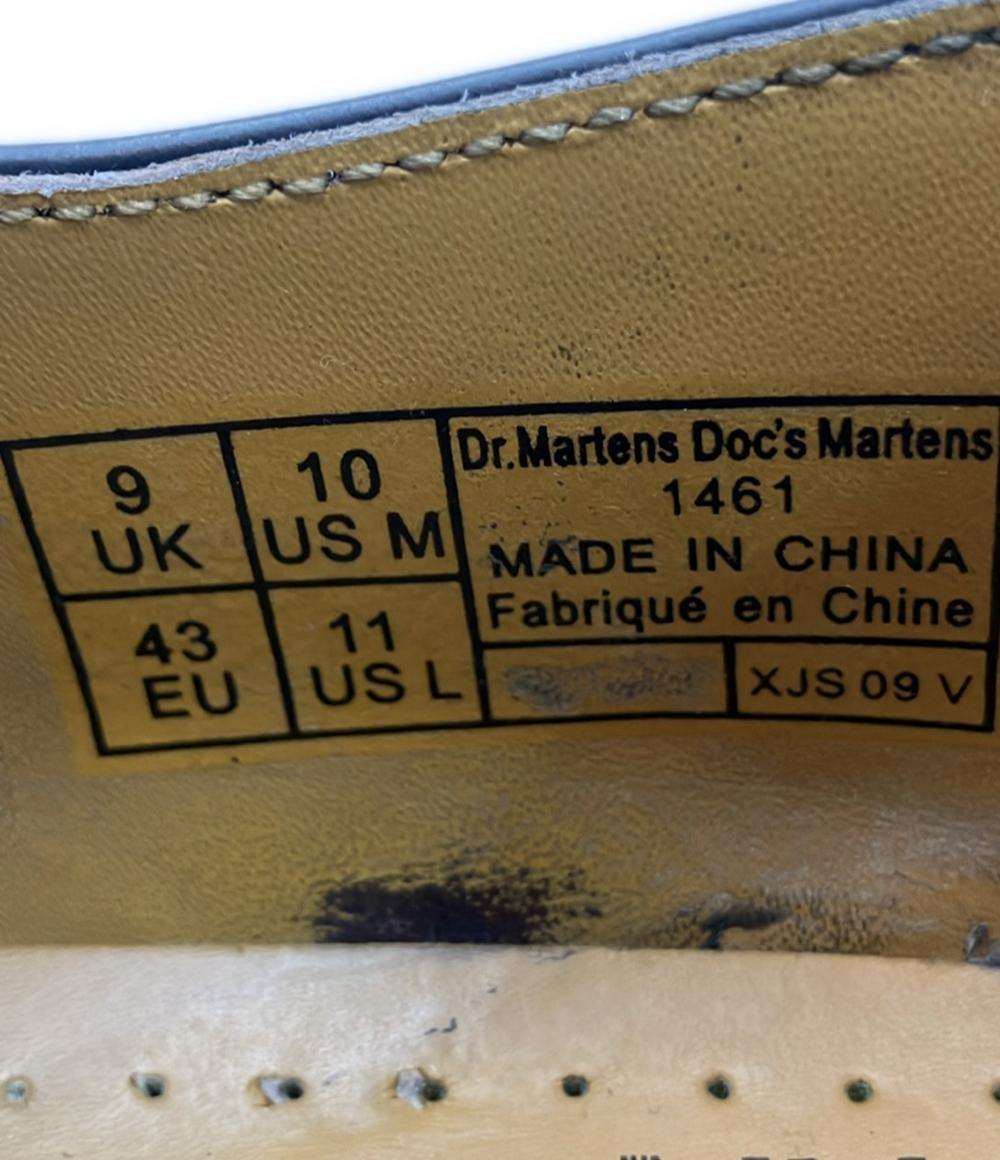 9
UK
10
US M
43
EU
11
US L
Dr.Martens Doc's Martens
1461
MADE IN CHINA
Fabriqué en Chine
XJS 09 V